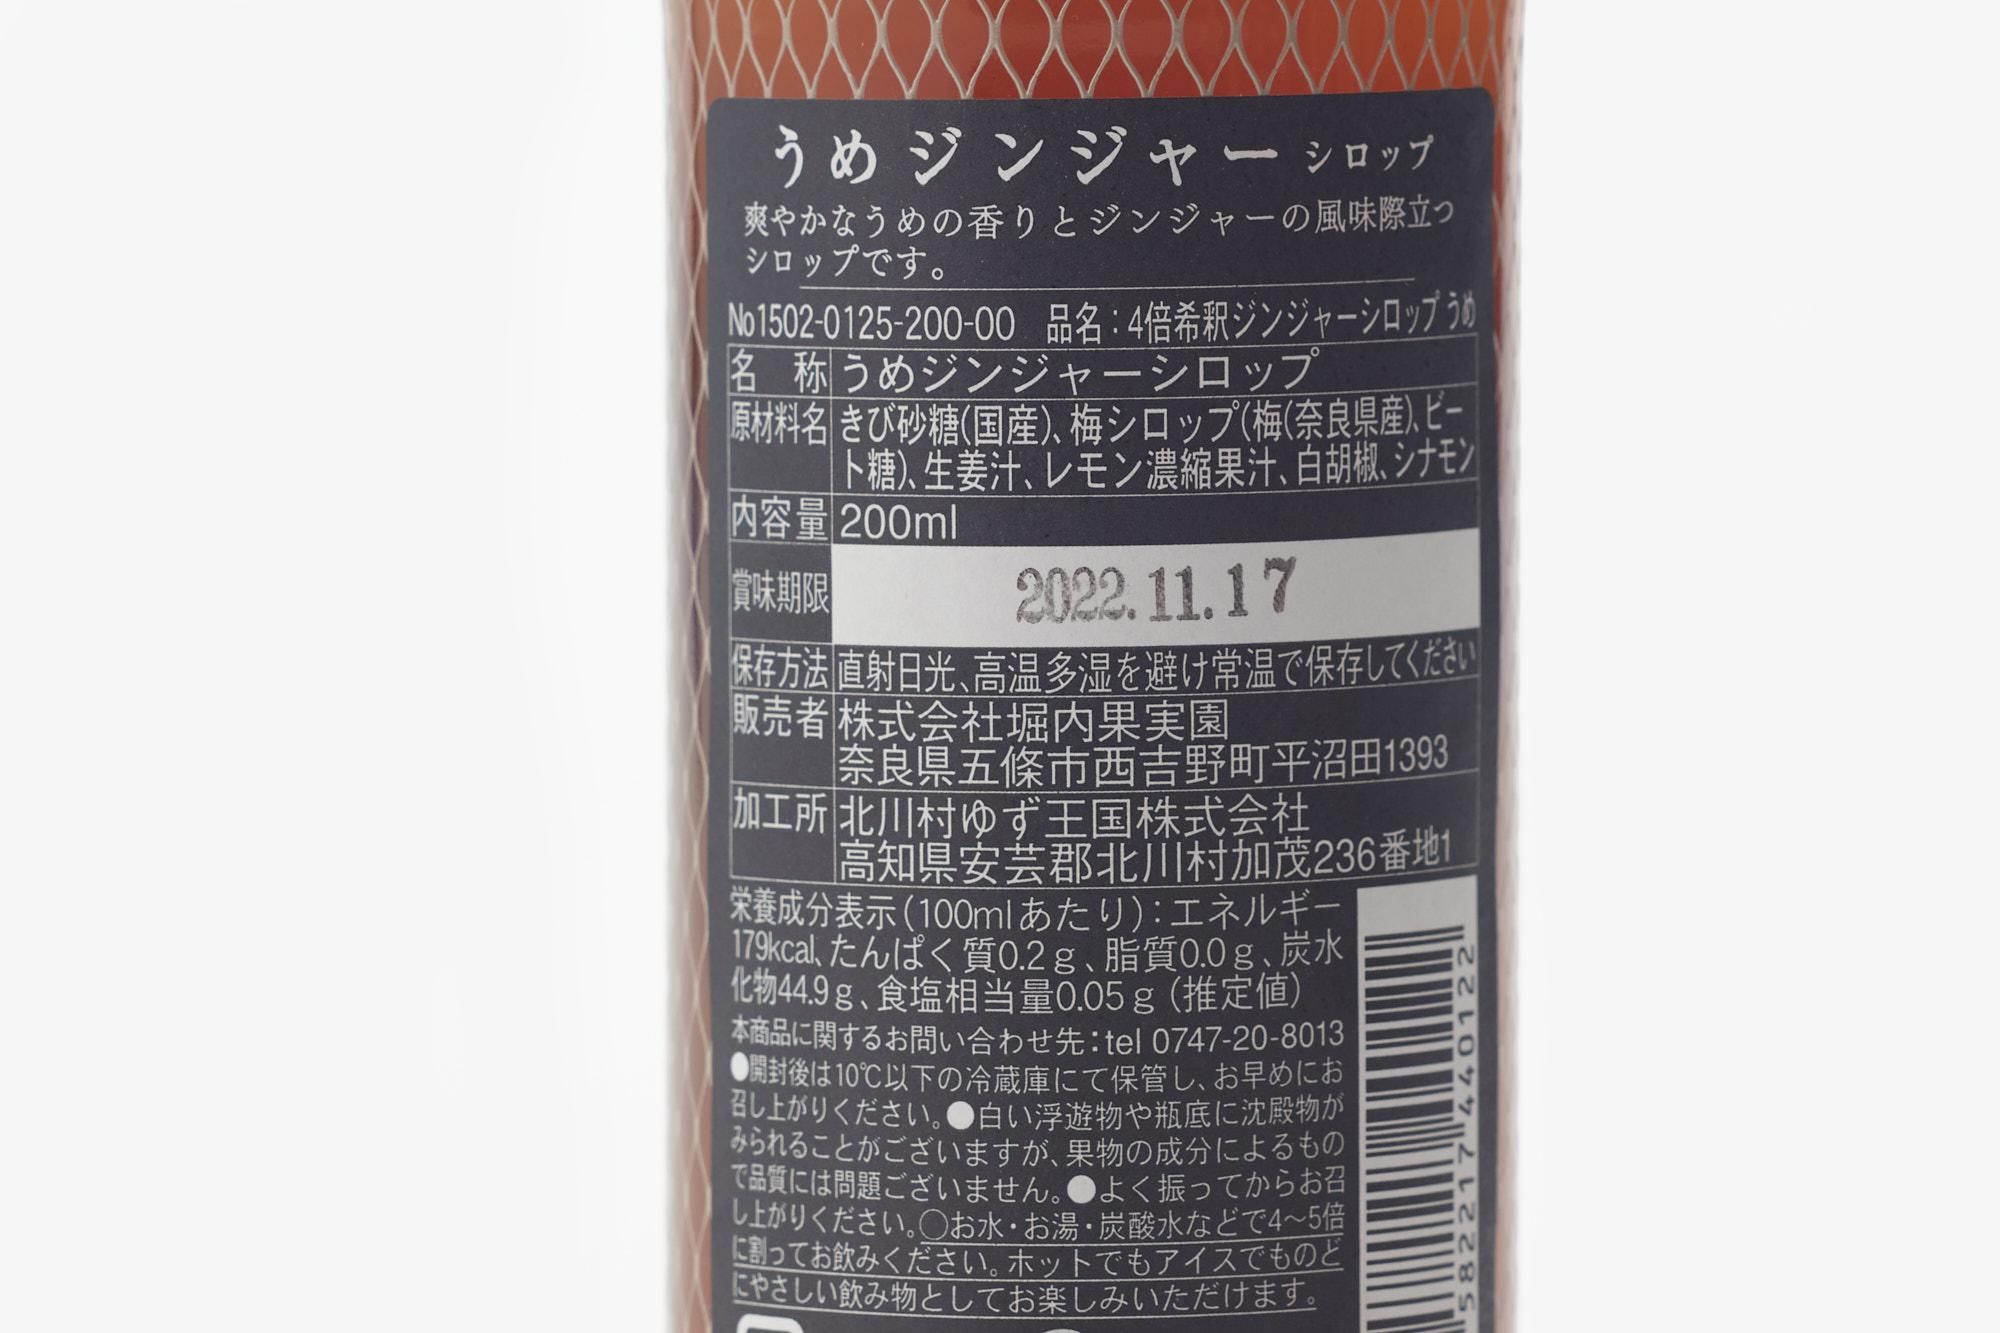 うめジンジャーシロップ
爽やかなうめの香りとジンジャーの風味際立つ
シロップです。
No1502-0125-200-00 品名：4倍希釈ジンジャーシロップ うめ
名 称 うめジンジャーシロップ
原材料名 きび砂糖(国産)、梅シロップ(梅(奈良県産)、ビー
ト糖)、生姜汁、レモン濃縮果汁、白胡椒、シナモン
内容量 200ml
賞味期限 2022.11.17
保存方法 直射日光、高温多湿を避け常温で保存してください
販売者 株式会社堀内果実園
奈良県五條市西吉野町平沼田1393
加工所 北川村ゆず王国株式会社
高知県安芸郡北川村加茂236番地1
栄養成分表示(100mlあたり)：エネルギー
179kcal、たんぱく質0.2g、脂質0.0g、炭水
化物44.9g、食塩相当量0.05g(推定値)
本商品に関するお問い合わせ先：tel 0747-20-8013
●開封後は10℃以下の冷蔵庫にて保管し、お早めにお
召し上がりください。●白い浮遊物や瓶底に沈殿物が
みられることがございますが、果物の成分によるもの
で品質には問題ございません。●よく振ってからお召
し上がりください。○お水・お湯・炭酸水などで4〜5倍
に割ってお飲みください。ホットでもアイスでものど
にやさしい飲み物としてお楽しみいただけます。
582217440122